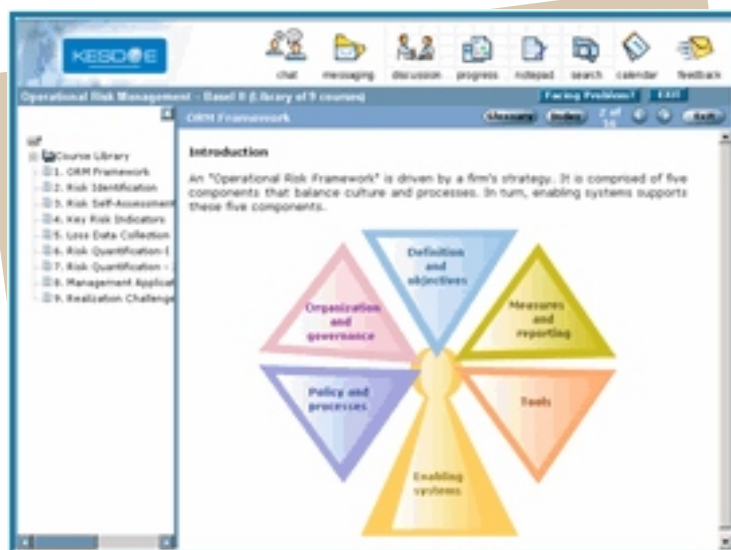 KESDEE
chat messaging discussion progress notepad search calendar feedback
Operational Risk Management - Basel II (Library of 9 courses) Facing Problem? EXIT
ORM Framework Glossary Index 2 of Exit
Course Library
1. ORM Framework
2. Risk Identification
3. Risk Self-Assessment
4. Key Risk Indicators
5. Loss Data Collection
6. Risk Quantification-I
7. Risk Quantification -
8. Management Applicat
9. Realization Challenge
Introduction
An "Operational Risk Framework" is driven by a firm's strategy. It is comprised of five
components that balance culture and processes. In turn, enabling systems supports
these five components.
Definition
and
objectives
Organization
and
governance
Measures
and
reporting
Policy and
processes
Tools
Enabling
systems